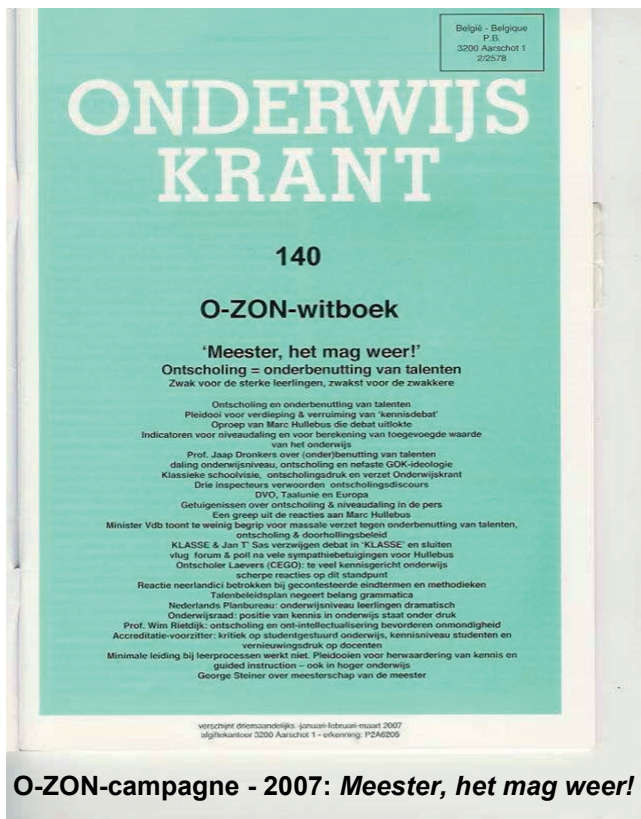 België - Belgique
P.B.
3200 Aarschot 1
2/2578
ONDERWIJS
KRANT
140
O-ZON-witboek
'Meester, het mag weer!'
Ontscholing = onderbenutting van talenten
Zwak voor de sterke leerlingen, zwakst voor de zwakkere
Ontscholing en onderbenutting van talenten
Pleidooi voor verdieping & verruiming van 'kennisdebat'
Oproep van Marc Hullebus die debat uitlokte
Indicatoren voor niveaudaling en voor berekening van toegevoegde waarde
van het onderwijs
Prof. Jaap Dronkers over (onder)benutting van talenten
daling onderwijsniveau, ontscholing en nefaste GOK-ideologie
Klassieke schoolvisie, ontscholingsdruk en verzet Onderwijskrant
Drie inspecteurs verwoorden ontscholingsdiscours
DVO, Taalunie en Europa
Getuigenissen over ontscholing & niveaudaling in de pers
Een greep uit de reacties aan Marc Hullebus
Minister Vdb toont te weinig begrip voor massale verzet tegen onderbenutting van talenten,
ontscholing & doorhollingsbeleid
KLASSE & Jan T' Sas verzwijgen debat in 'KLASSE' en sluiten
vlug forum & poll na vele sympathiebetuigingen voor Hullebus
Ontscholer Laevers (CEGO): te veel kennisgericht onderwijs
scherpe reacties op dit standpunt
Reactie neerlandici betrokken bij gecontesteerde eindtermen en methodieken
Talenbeleidsplan negeert belang grammatica
Nederlands Planbureau: onderwijsniveau leerlingen dramatisch
Onderwijsraad: positie van kennis in onderwijs staat onder druk
Prof. Wim Rietdijk: ontscholing en ont-intellectualisering bevorderen onmondigheid
Accreditatie-voorzitter: kritiek op studentgestuurd onderwijs, kennisniveau studenten en
vernieuwingsdruk op docenten
Minimale leiding bij leerprocessen werkt niet. Pleidooien voor herwaardering van kennis en
guided instruction – ook in hoger onderwijs
George Steiner over meesterschap van de meester
verschijnt driemaandelijks -januari-februari-maart 2007
afgiftekantoor 3200 Aarschot 1 - erkenning: P2A6205
O-ZON-campagne - 2007: Meester, het mag weer!